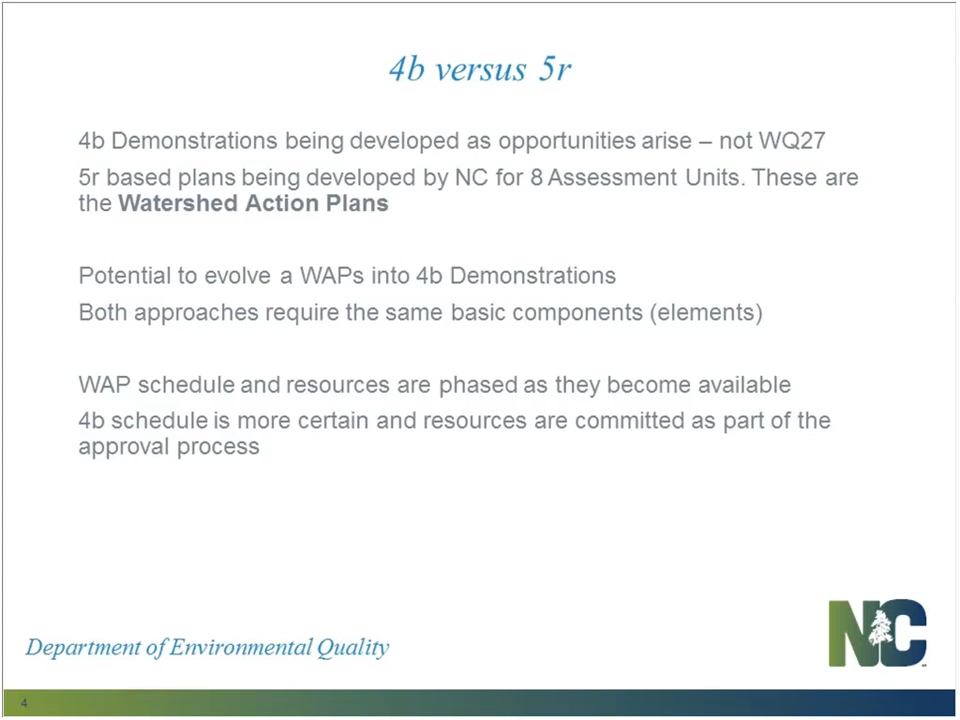 4b versus 5r
4b Demonstrations being developed as opportunities arise – not WQ27
5r based plans being developed by NC for 8 Assessment Units. These are
the Watershed Action Plans
Potential to evolve a WAPs into 4b Demonstrations
Both approaches require the same basic components (elements)
WAP schedule and resources are phased as they become available
4b schedule is more certain and resources are committed as part of the
approval process
NC
Department of Environmental Quality
4